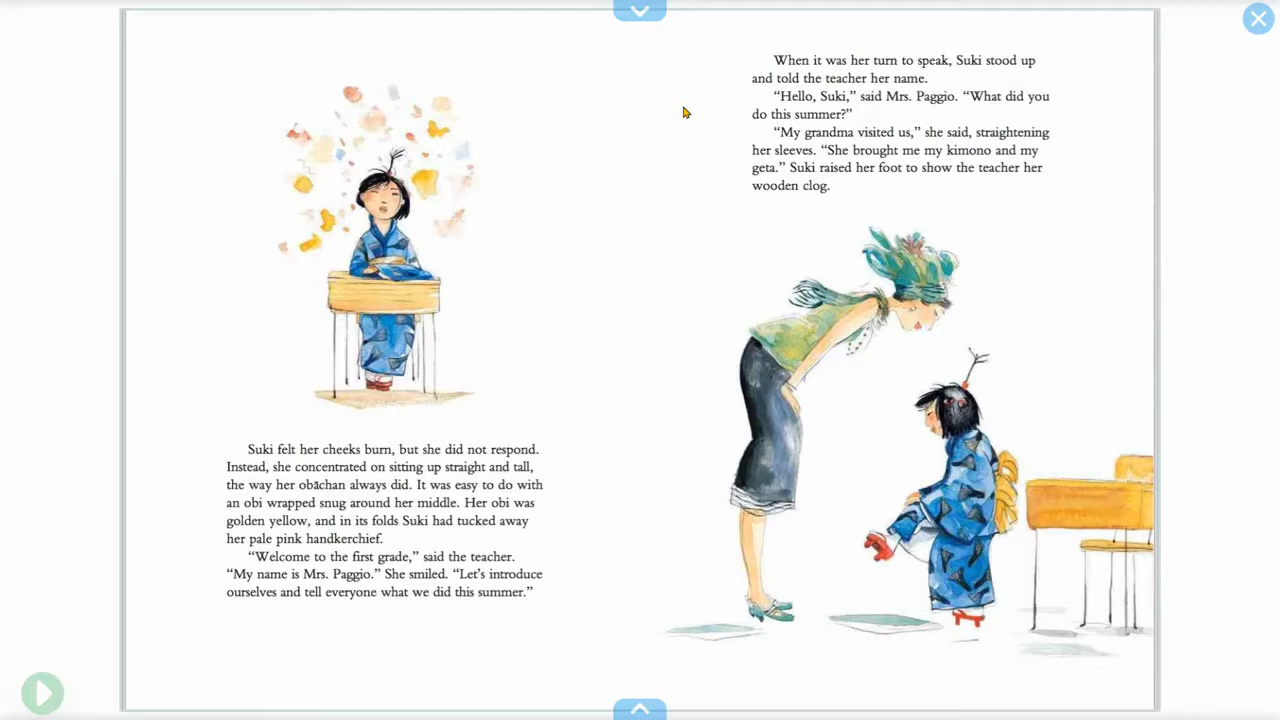 Suki felt her cheeks burn, but she did not respond.
Instead, she concentrated on sitting up straight and tall,
the way her obāchan always did. It was easy to do with
an obi wrapped snug around her middle. Her obi was
golden yellow, and in its folds Suki had tucked away
her pale pink handkerchief.
“Welcome to the first grade,” said the teacher.
“My name is Mrs. Paggio.” She smiled. “Let’s introduce
ourselves and tell everyone what we did this summer.”
When it was her turn to speak, Suki stood up
and told the teacher her name.
“Hello, Suki,” said Mrs. Paggio. “What did you
do this summer?”
“My grandma visited us,” she said, straightening
her sleeves. “She brought me my kimono and my
geta.” Suki raised her foot to show the teacher her
wooden clog.